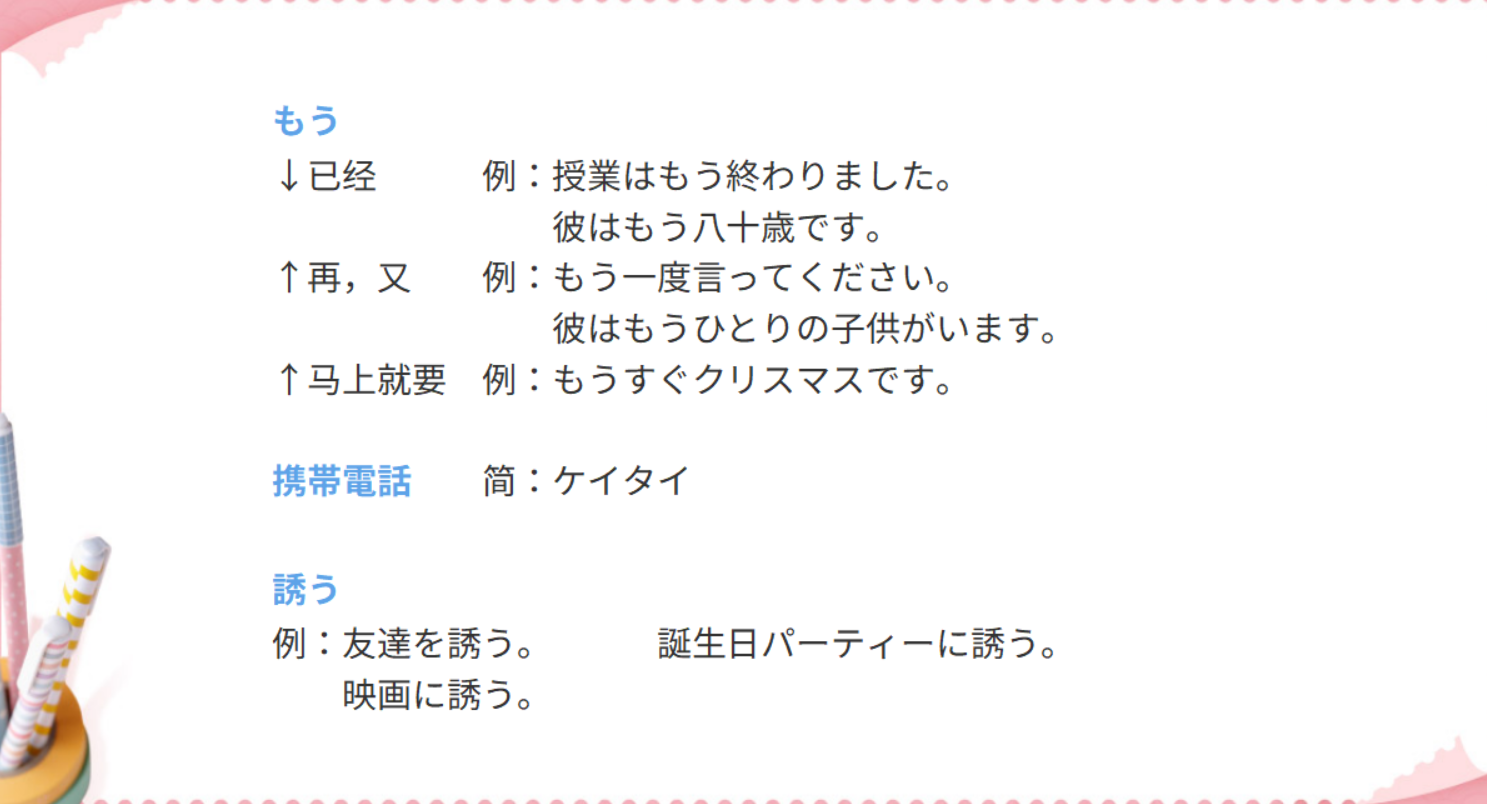 もう
↓已经 例：授業はもう終わりました。
彼はもう八十歳です。
↑再，又 例：もう一度言ってください。
彼はもうひとりの子供がいます。
↑马上就要 例：もうすぐクリスマスです。
携帯電話 简：ケイタイ
誘う
例：友達を誘う。 誕生日パーティーに誘う。
映画に誘う。